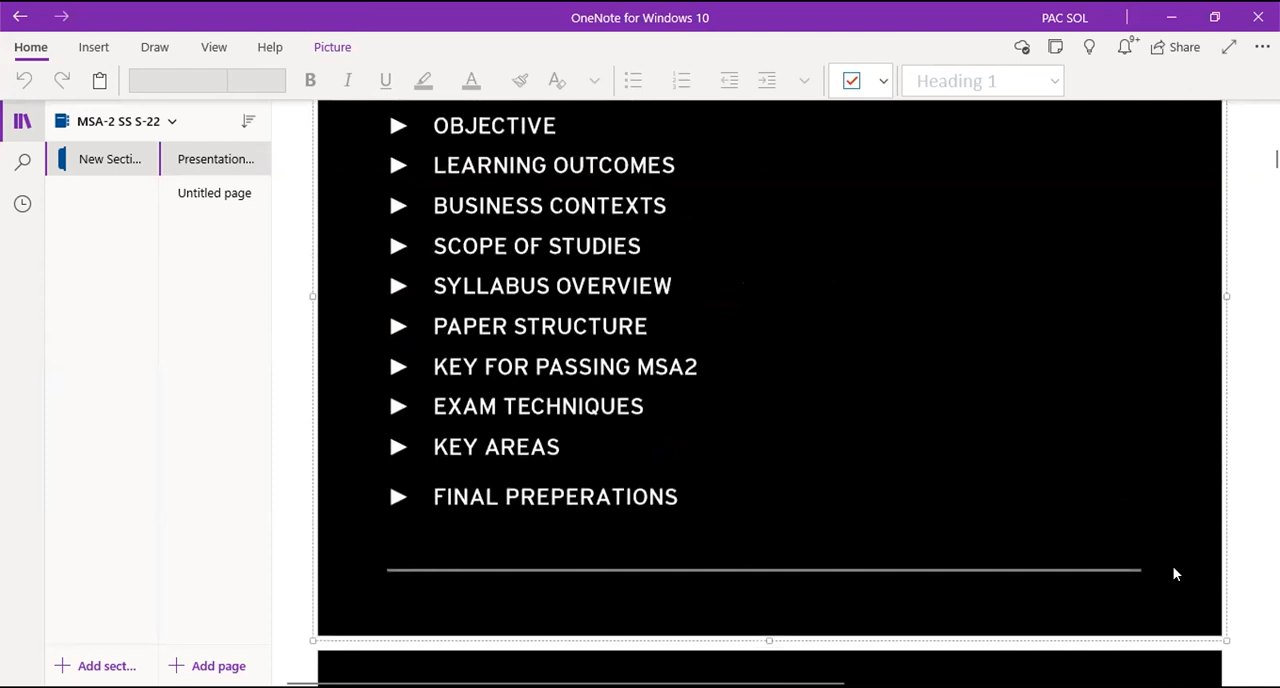 OneNote for Windows 10
PAC SOL
Home Insert Draw View Help Picture
9+
Share
B I U A A
Heading 1
MSA-2 SS S-22
New Secti...
Presentation...
Untitled page
OBJECTIVE
LEARNING OUTCOMES
BUSINESS CONTEXTS
SCOPE OF STUDIES
SYLLABUS OVERVIEW
PAPER STRUCTURE
KEY FOR PASSING MSA2
EXAM TECHNIQUES
KEY AREAS
FINAL PREPERATIONS
Add sect...
Add page